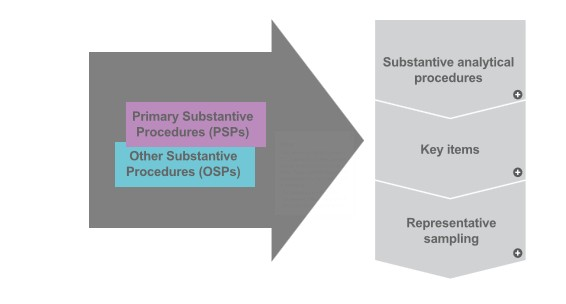 Primary Substantive
Procedures (PSPs)
Other Substantive
Procedures (OSPs)
Substantive analytical
procedures
Key items
Representative
sampling